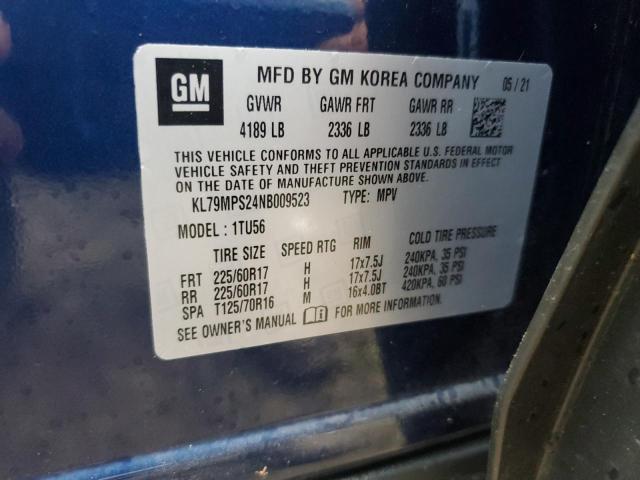 GM MFD BY GM KOREA COMPANY 05/21
GVWR GAWR FRT GAWR RR
4189 LB 2336 LB 2336 LB
THIS VEHICLE CONFORMS TO ALL APPLICABLE U.S. FEDERAL MOTOR
VEHICLE SAFETY AND THEFT PREVENTION STANDARDS IN EFFECT
ON THE DATE OF MANUFACTURE SHOWN ABOVE.
KL79MPS24NB009523 TYPE: MPV
MODEL : 1TU56
TIRE SIZE SPEED RTG RIM COLD TIRE PRESSURE
FRT 225/60R17 H 17x7.5J 240KPA, 35 PSI
RR 225/60R17 H 17x7.5J 240KPA, 35 PSI
SPA T125/70R16 M 16x4.0BT 420KPA, 60 PSI
SEE OWNER'S MANUAL FOR MORE INFORMATION